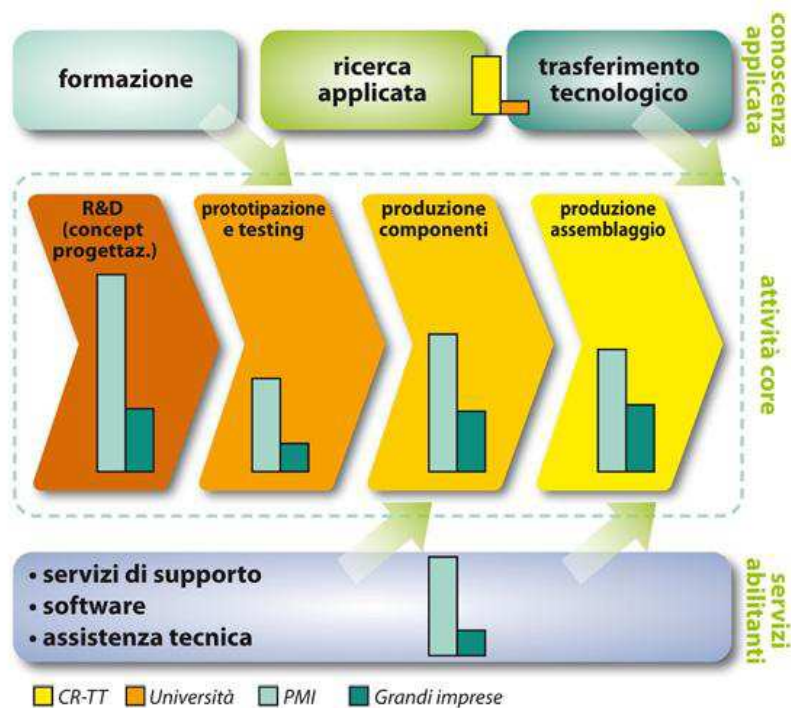 formazione
ricerca
applicata
trasferimento
tecnologico
conoscenza
applicata
R&D
(concept
progettaz.)
prototipazione
e testing
produzione
componenti
produzione
assemblaggio
attività core
• servizi di supporto
• software
• assistenza tecnica
servizi
abilitanti
CR-TT Università PMI Grandi imprese